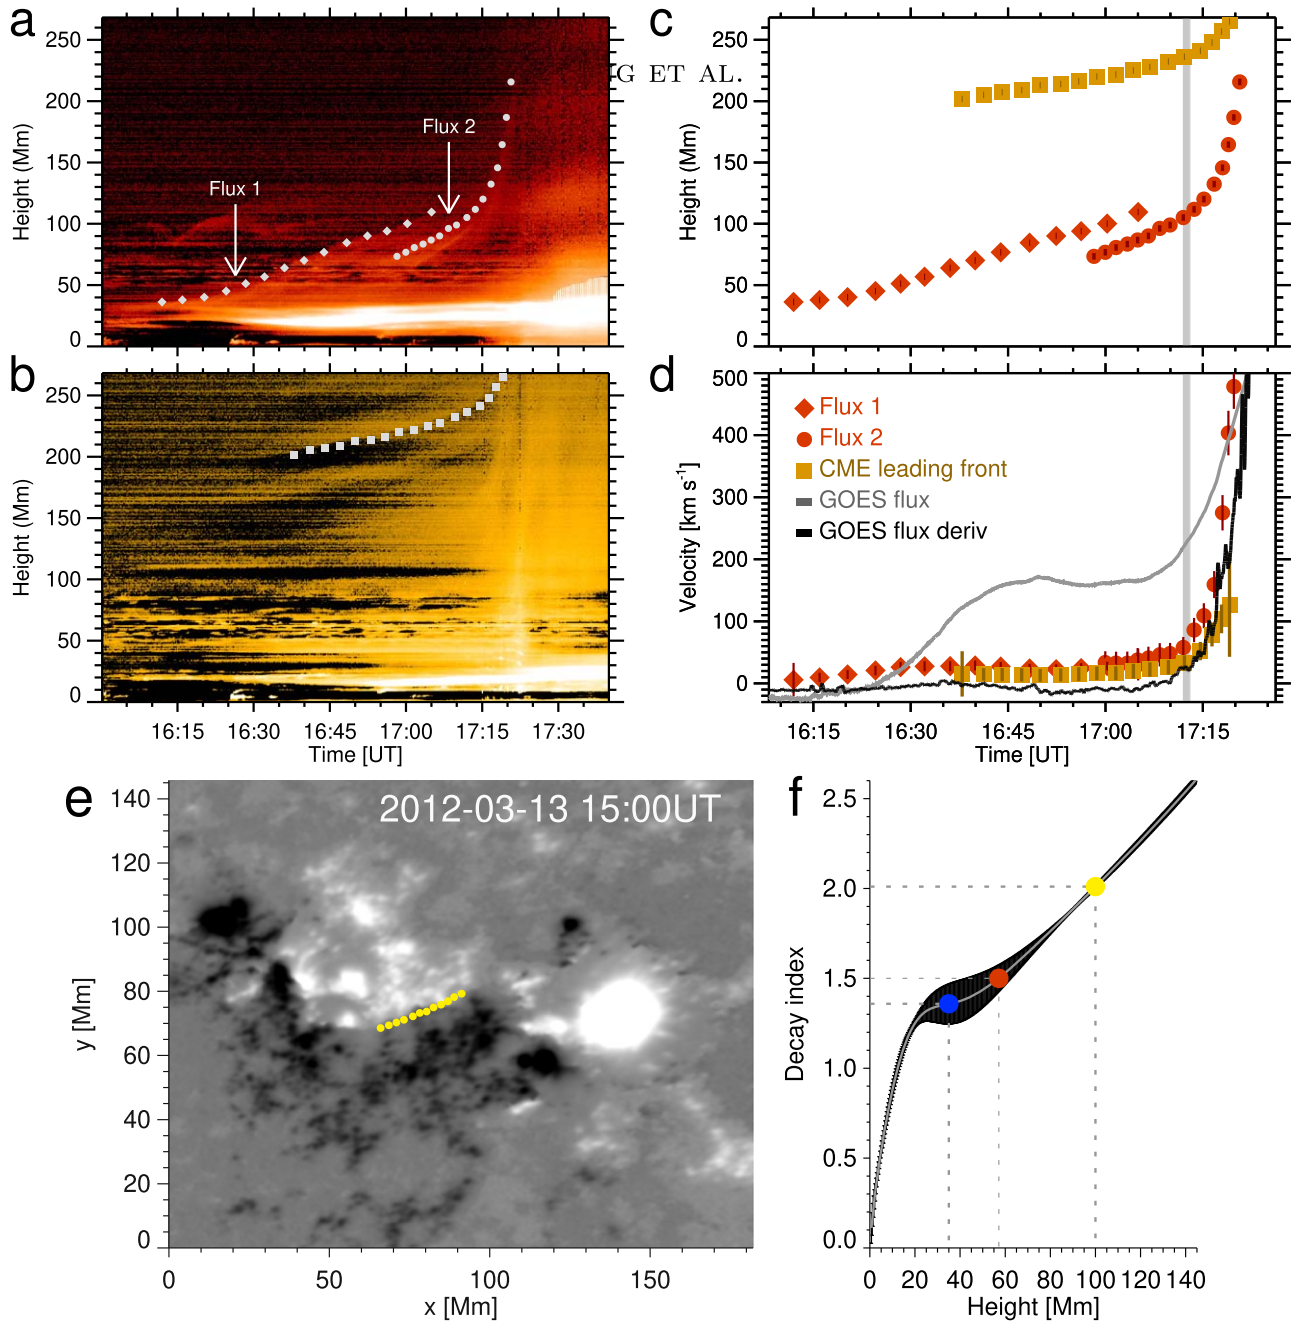 a
c
G ET AL.
250
200
150
100
50
0
Height (Mm)
Flux 1
Flux 2
250
200
150
100
50
0
Height (Mm)
b
d
250
200
150
100
50
0
Height (Mm)
16:15 16:30 16:45 17:00 17:15 17:30
Time [UT]
500
400
300
200
100
0
Velocity [km s⁻¹]
Flux 1
Flux 2
CME leading front
GOES flux
GOES flux deriv
16:15 16:30 16:45 17:00 17:15
Time [UT]
e
2012-03-13 15:00UT
140
120
100
80
60
40
20
0
y [Mm]
0 50 100 150
x [Mm]
f
2.5
2.0
1.5
1.0
0.5
0.0
Decay index
0 20 40 60 80 100 120 140
Height [Mm]